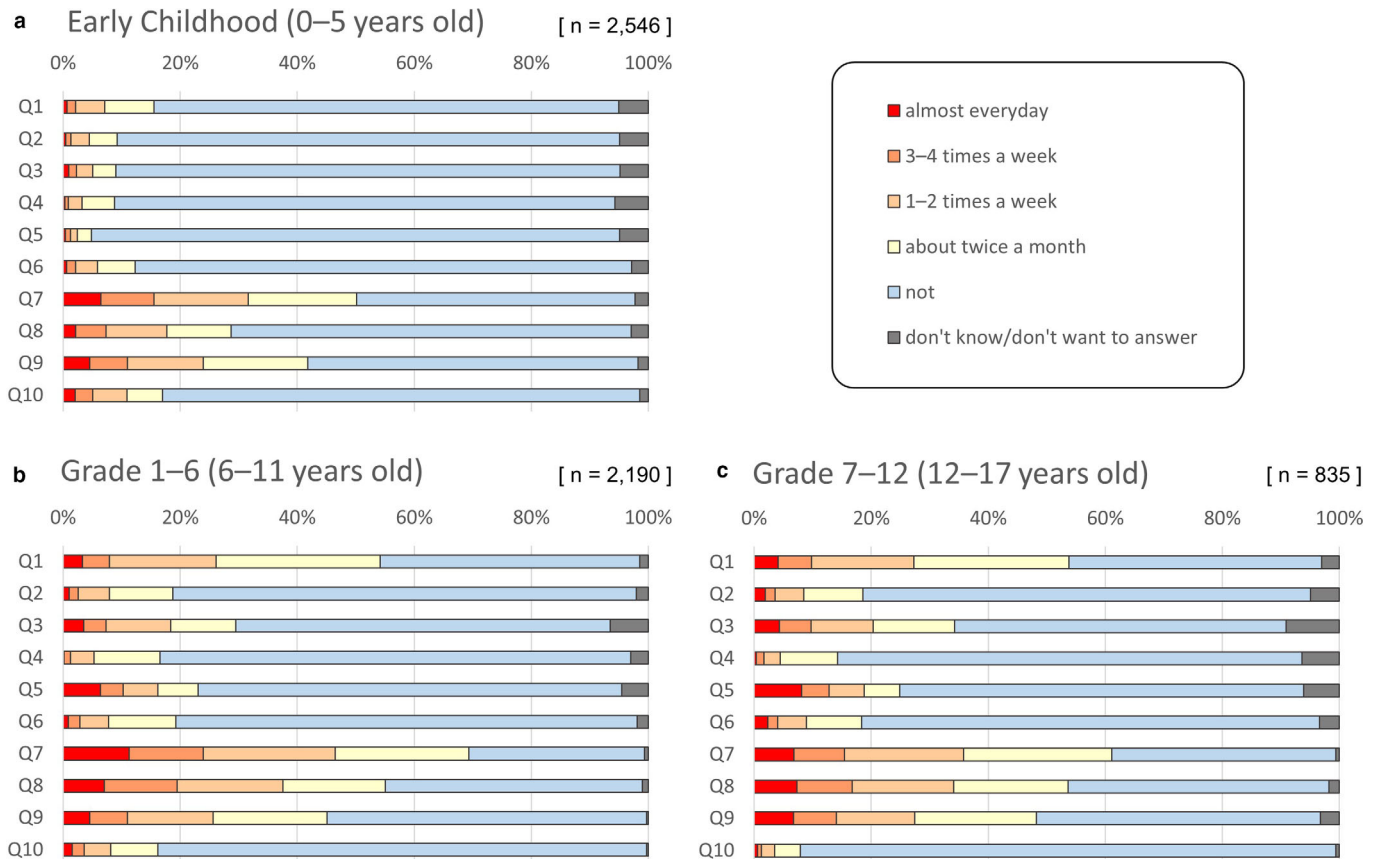 a Early Childhood (0–5 years old) [ n = 2,546 ]
0% 20% 40% 60% 80% 100%
Q1
Q2
Q3
Q4
Q5
Q6
Q7
Q8
Q9
Q10
almost everyday
3–4 times a week
1–2 times a week
about twice a month
not
don't know/don't want to answer
b Grade 1–6 (6–11 years old) [ n = 2,190 ]
0% 20% 40% 60% 80% 100%
Q1
Q2
Q3
Q4
Q5
Q6
Q7
Q8
Q9
Q10
c Grade 7–12 (12–17 years old) [ n = 835 ]
0% 20% 40% 60% 80% 100%
Q1
Q2
Q3
Q4
Q5
Q6
Q7
Q8
Q9
Q10